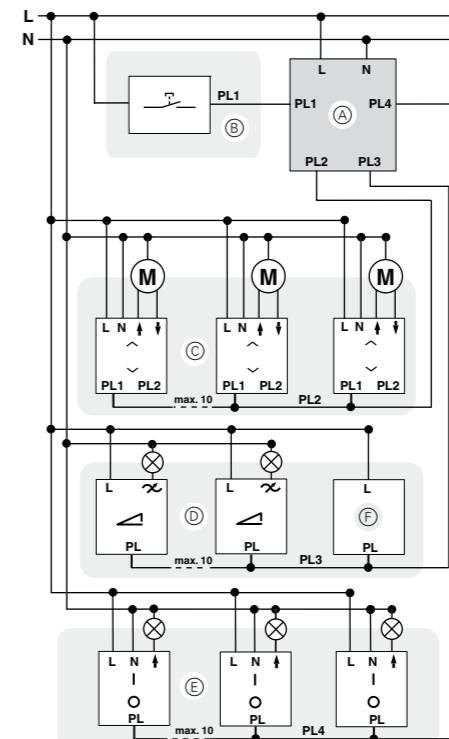 L
N
L N
PL1
PL1 A PL4
B
PL2 PL3
M M M
L N L N L N
C
PL1 PL2 PL1 PL2 PL1 PL2
max. 10 PL2
L L L
D F
PL PL PL
max. 10 PL3
L N L N L N
I I I
E
O O O
PL PL PL
max. 10 PL4